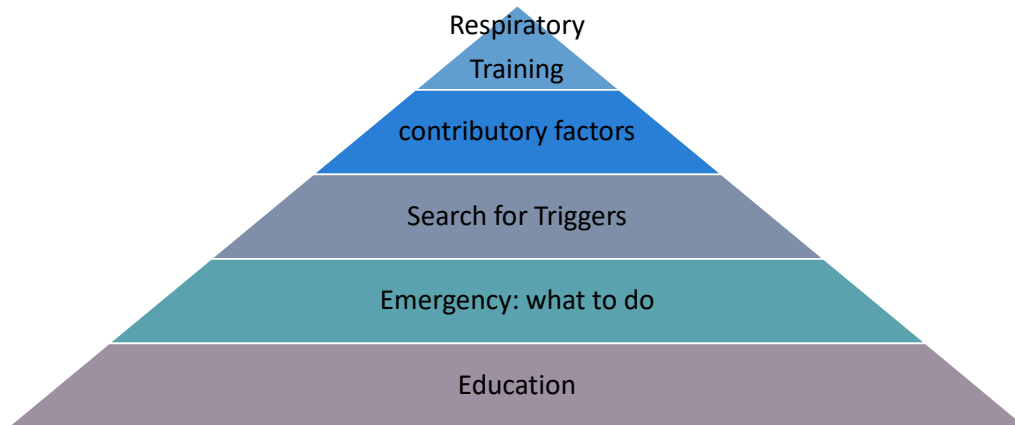 Respiratory
Training
contributory factors
Search for Triggers
Emergency: what to do
Education